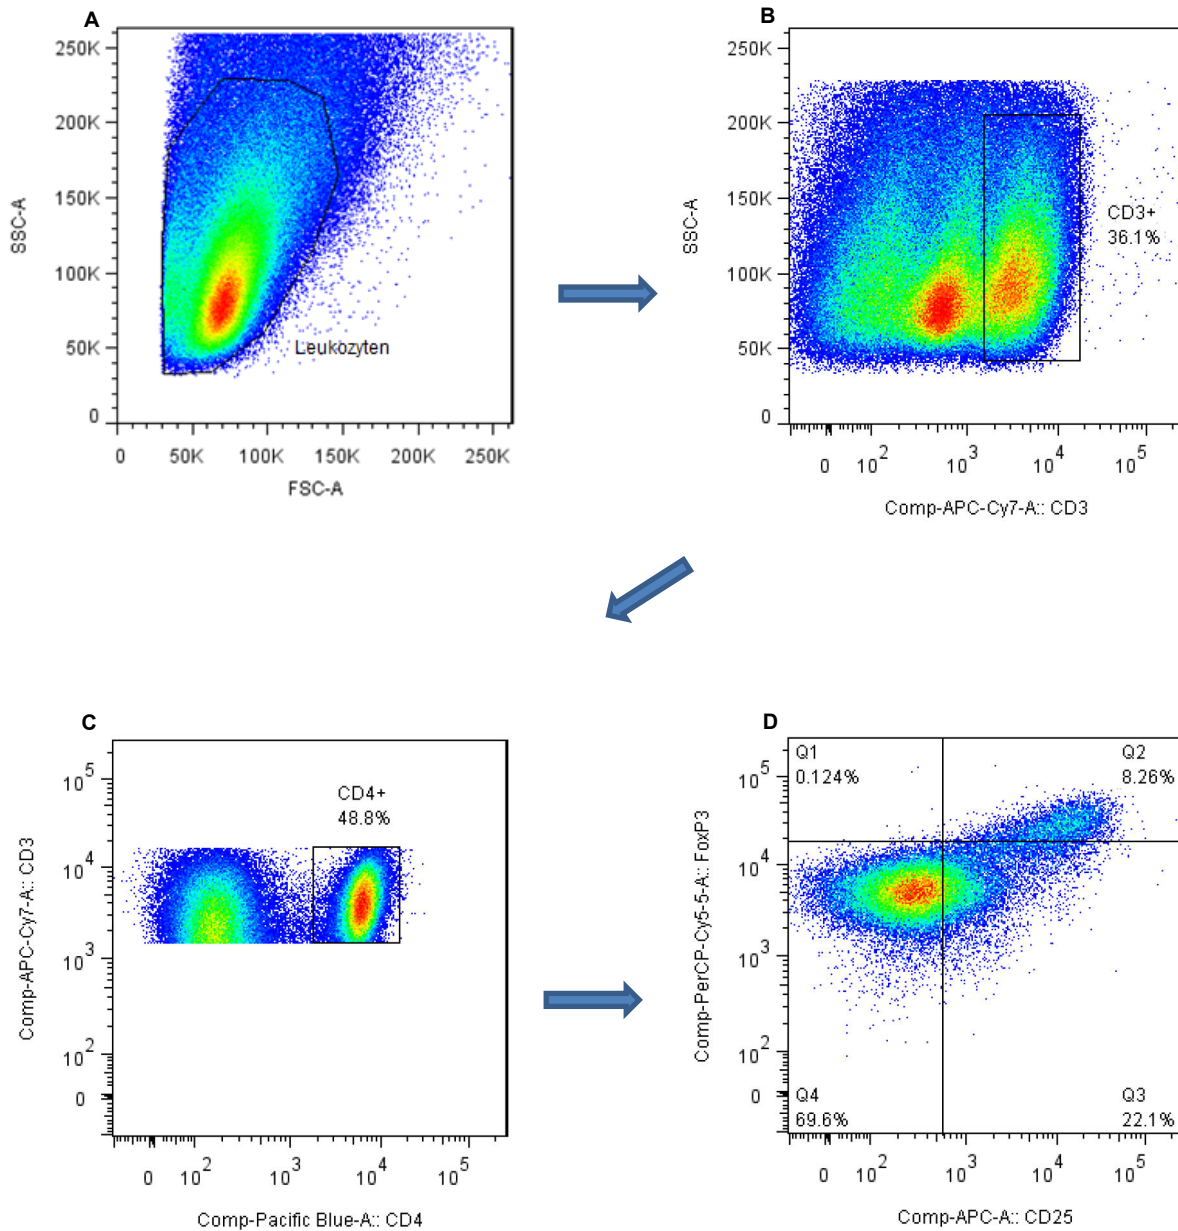 A
250K
200K
150K
100K
50K
0
SSC-A
Leukozyten
0 50K 100K 150K 200K 250K
FSC-A
B
250K
200K
150K
100K
50K
0
SSC-A
CD3+
36.1%
0 10^2 10^3 10^4 10^5
Comp-APC-Cy7-A:: CD3
C
10^5
10^4
10^3
10^2
0
Comp-APC-Cy7-A:: CD3
CD4+
48.8%
0 10^2 10^3 10^4 10^5
Comp-Pacific Blue-A:: CD4
D
10^5
10^4
10^3
10^2
0
Comp-PerCP-Cy5-5-A:: FoxP3
Q1
0.124%
Q2
8.26%
Q4
69.6%
Q3
22.1%
0 10^2 10^3 10^4 10^5
Comp-APC-A:: CD25